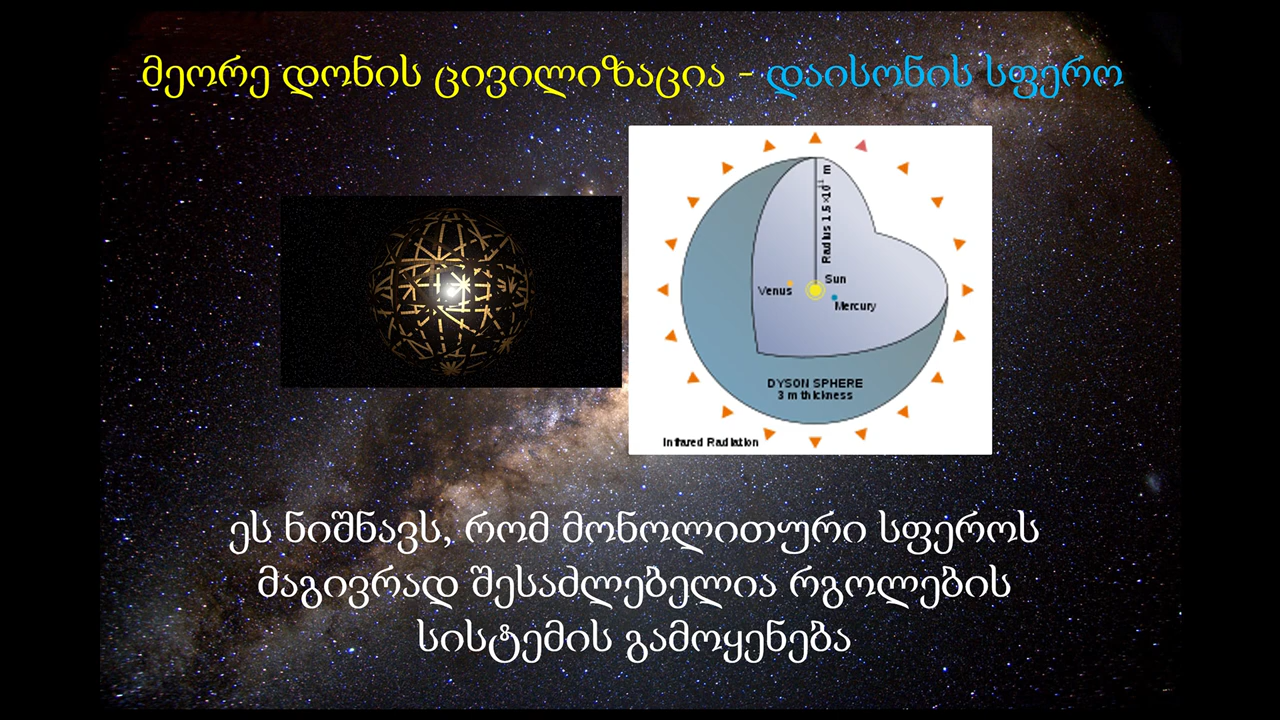 მეორე დონის ცივილიზაცია - დაისონის სფერო
Radius 1.5×10¹¹ m
Sun
Venus
Mercury
DYSON SPHERE
3 m thickness
Infrared Radiation
ეს ნიშნავს, რომ მონოლითური სფეროს
მაგივრად შესაძლებელია რგოლების
სისტემის გამოყენება